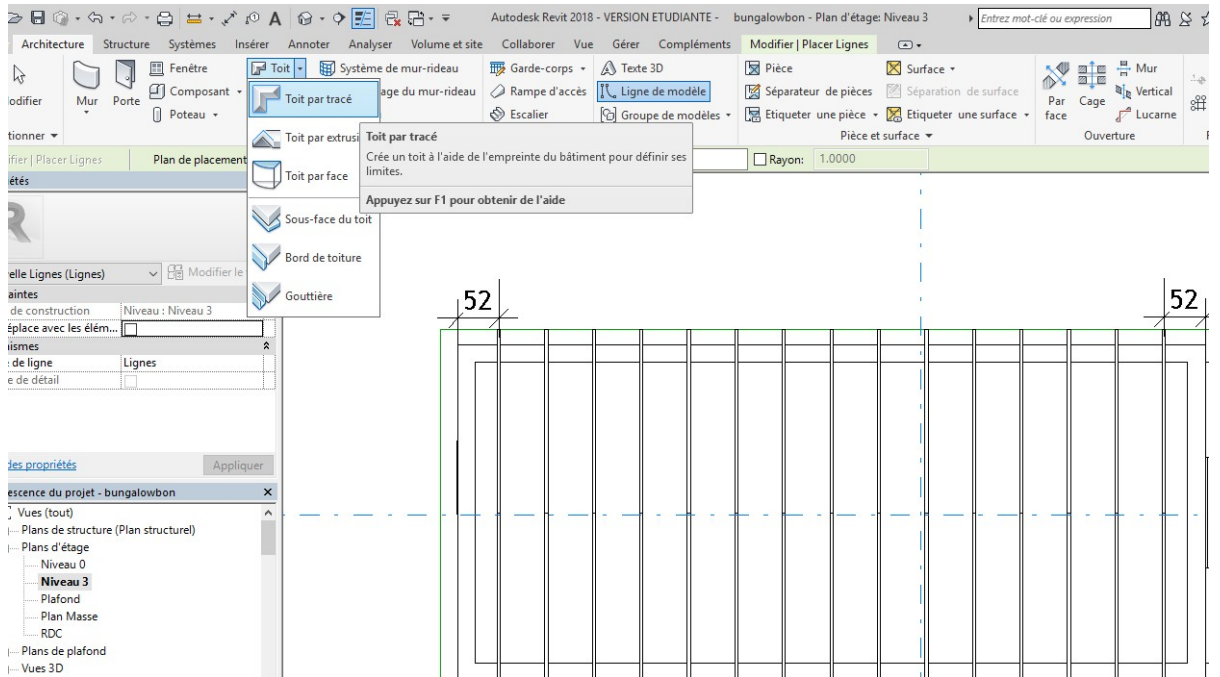 Autodesk Revit 2018 - VERSION ETUDIANTE - bungalowbon - Plan d'étage: Niveau 3 Entrez mot-clé ou expression
Architecture Structure Systèmes Insérer Annoter Analyser Volume et site Collaborer Vue Gérer Compléments Modifier | Placer Lignes
odifier Mur Porte Fenêtre Toit Système de mur-rideau Garde-corps Texte 3D Pièce Surface Par face Cage Mur
Composant age du mur-rideau Rampe d'accès Ligne de modèle Séparateur de pièces Séparation de surface Vertical
Poteau Escalier Groupe de modèles Etiqueter une pièce Etiqueter une surface Lucarne
tionner Pièce et surface Ouverture
ifier | Placer Lignes Plan de placement Rayon: 1.0000
Toit par tracé
Toit par extrusi
Toit par face
Sous-face du toit
Bord de toiture
Gouttière
Toit par tracé
Crée un toit à l'aide de l'empreinte du bâtiment pour définir ses
limites.
Appuyez sur F1 pour obtenir de l'aide
étés
R
elle Lignes (Lignes) Modifier le
aintes
de construction Niveau : Niveau 3
éplace avec les élém...
ismes
de ligne Lignes
e de détail
des propriétés Appliquer
escence du projet - bungalowbon
Vues (tout)
Plans de structure (Plan structurel)
Plans d'étage
Niveau 0
Niveau 3
Plafond
Plan Masse
RDC
Plans de plafond
Vues 3D
52
52